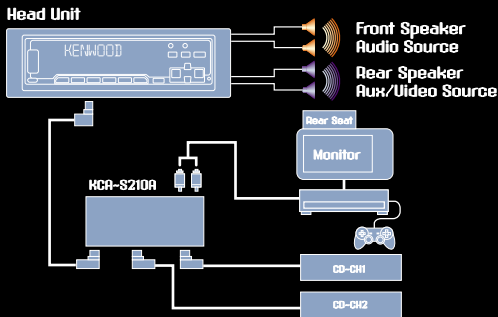 Head Unit
KENWOOD
Front Speaker
Audio Source
Rear Speaker
Aux/Video Source
Rear Seat
Monitor
KCA-S210A
CD-CH1
CD-CH2